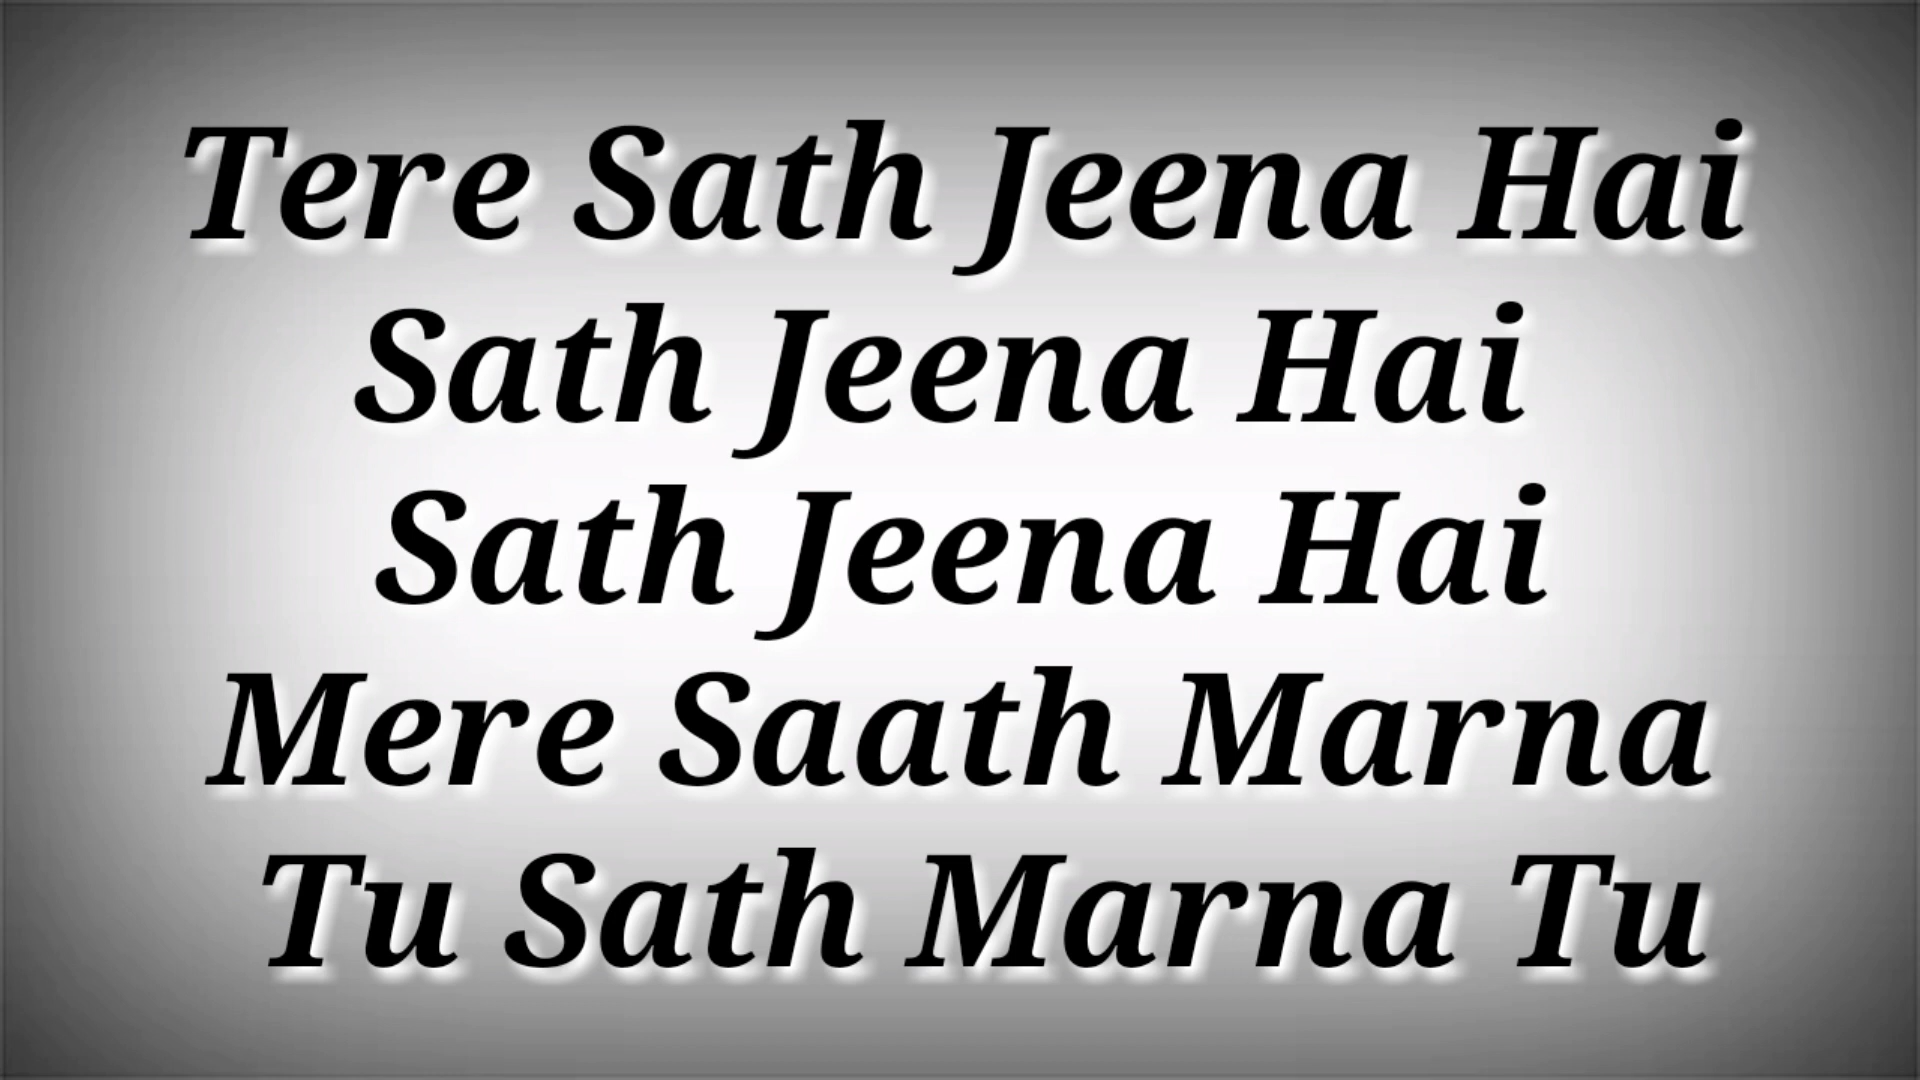 Tere Sath Jeena Hai
Sath Jeena Hai
Sath Jeena Hai
Mere Saath Marna
Tu Sath Marna Tu